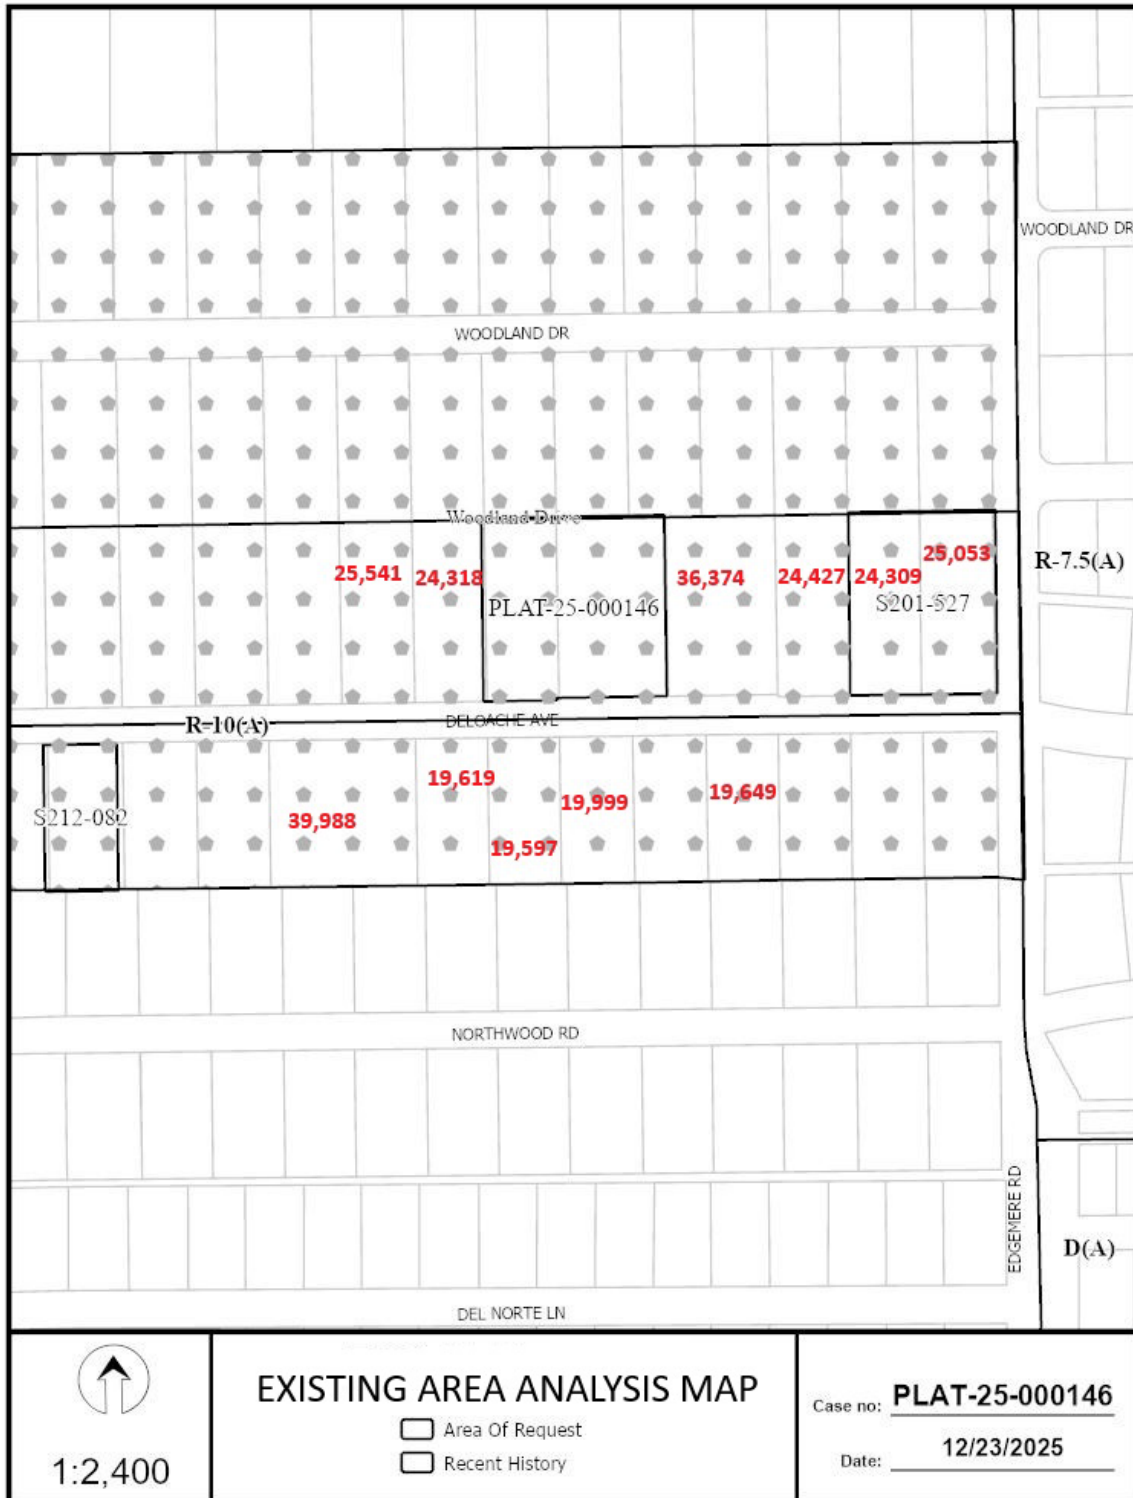 WOODLAND DR
WOODLAND DR
Woodland Drive
25,541
24,318
36,374
24,427
24,309
25,053
R-7.5(A)
PLAT-25-000146
S201-527
R-10(A)
DELOACHE AVE
19,619
19,999
19,649
S212-082
39,988
19,597
NORTHWOOD RD
EDGEMERE RD
D(A)
DEL NORTE LN
1:2,400
EXISTING AREA ANALYSIS MAP
Area Of Request
Recent History
Case no: PLAT-25-000146
Date: 12/23/2025